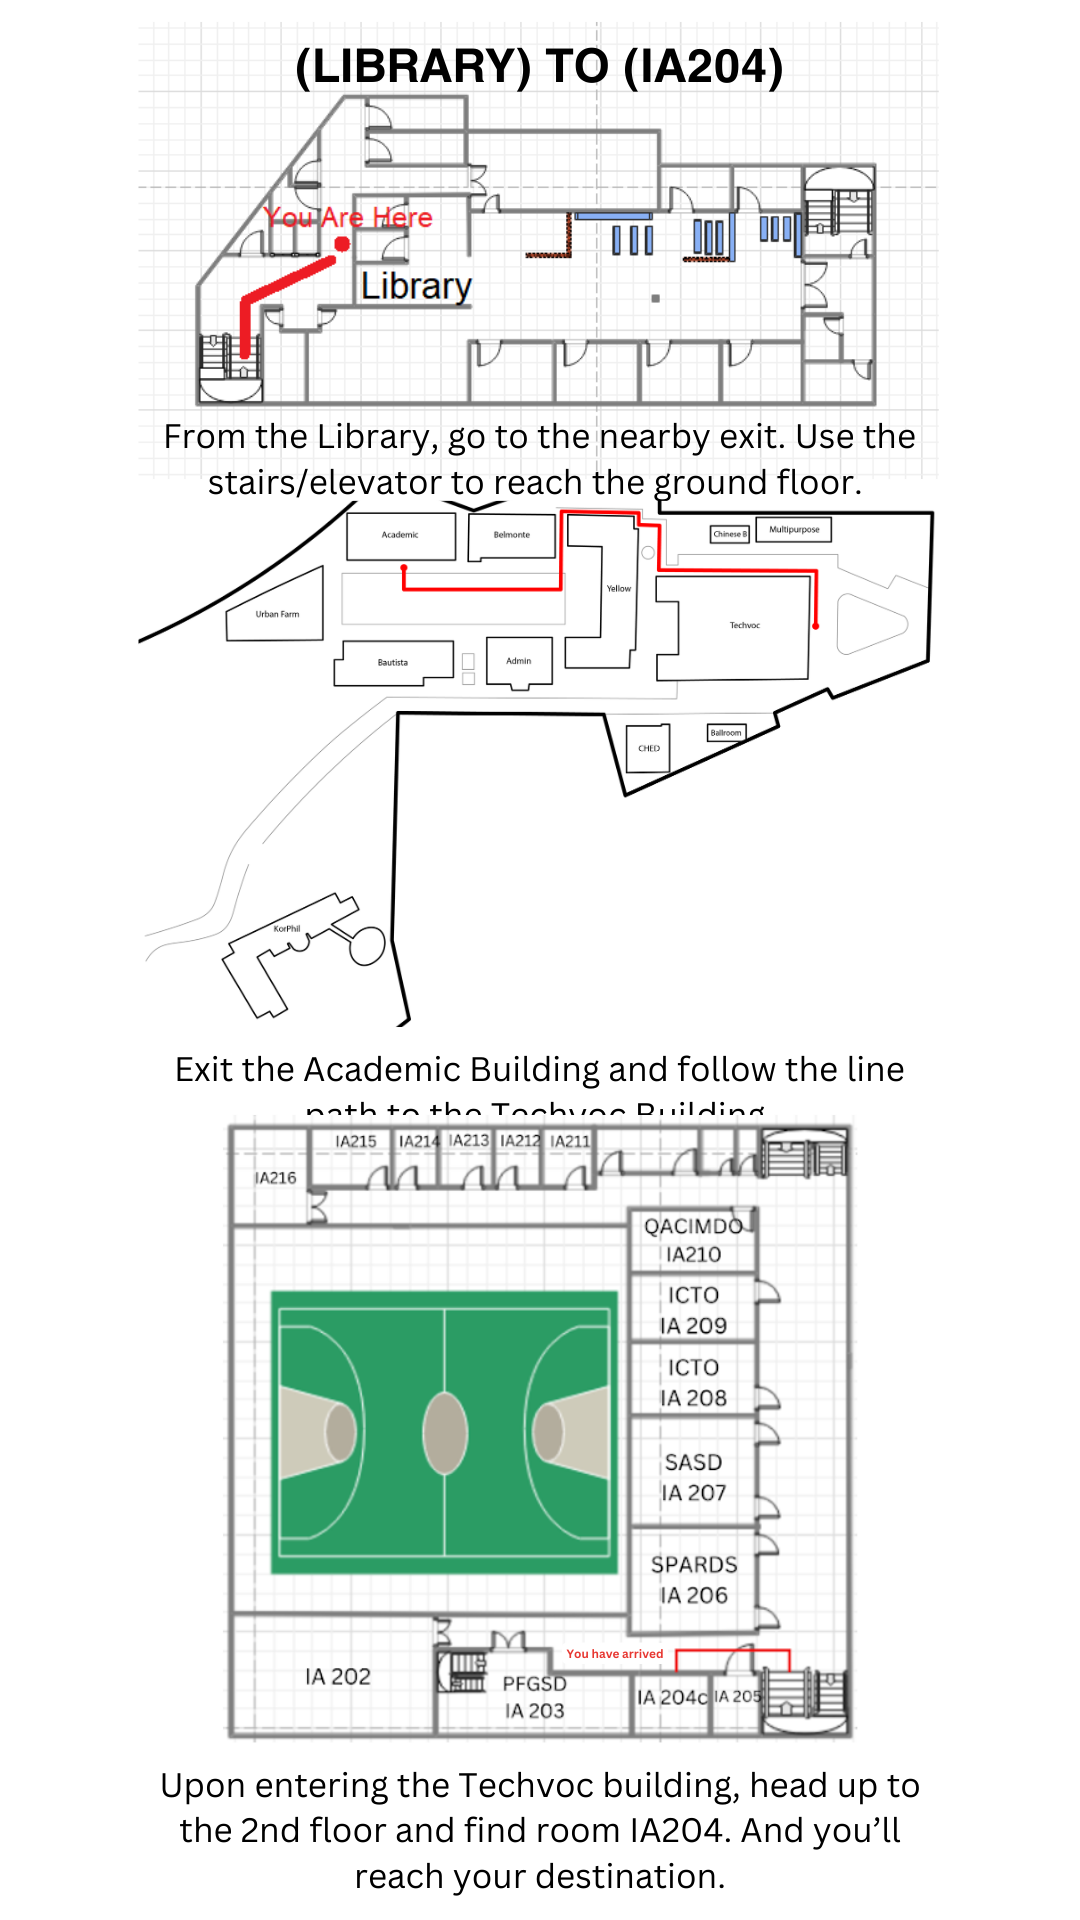 (LIBRARY) TO (IA204)
You Are Here
Library
From the Library, go to the nearby exit. Use the
stairs/elevator to reach the ground floor.
Academic
Belmonte
Chinese B
Multipurpose
Yellow
Urban Farm
Techvoc
Bautista
Admin
CHED
Ballroom
KorPhil
Exit the Academic Building and follow the line
path to the Techvoc Building
IA215
IA214
IA213
IA212
IA211
IA216
QACIMDO
IA210
ICTO
IA 209
ICTO
IA 208
SASD
IA 207
SPARDS
IA 206
You have arrived
IA 202
PFGSD
IA 203
IA 204c
IA 205
Upon entering the Techvoc building, head up to
the 2nd floor and find room IA204. And you’ll
reach your destination.